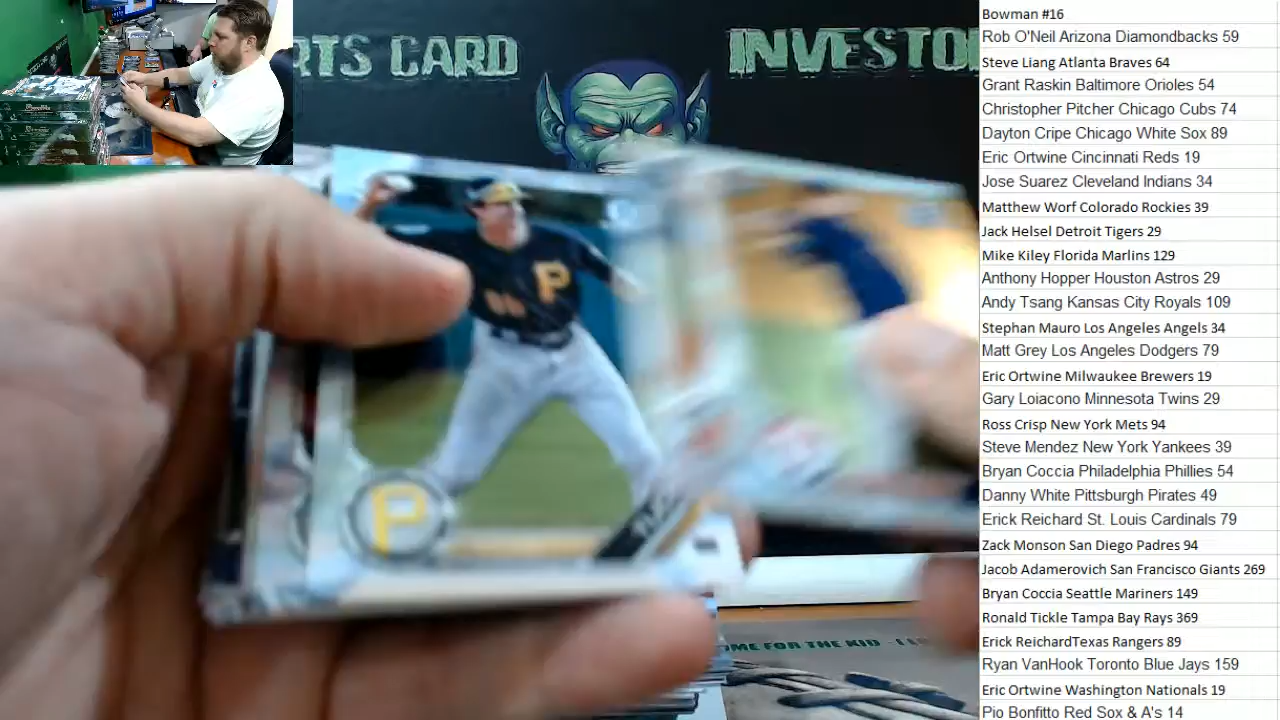 RTS CARD INVESTO
Bowman #16
Rob O'Neil Arizona Diamondbacks 59
Steve Liang Atlanta Braves 64
Grant Raskin Baltimore Orioles 54
Christopher Pitcher Chicago Cubs 74
Dayton Cripe Chicago White Sox 89
Eric Ortwine Cincinnati Reds 19
Jose Suarez Cleveland Indians 34
Matthew Worf Colorado Rockies 39
Jack Helsel Detroit Tigers 29
Mike Kiley Florida Marlins 129
Anthony Hopper Houston Astros 29
Andy Tsang Kansas City Royals 109
Stephan Mauro Los Angeles Angels 34
Matt Grey Los Angeles Dodgers 79
Eric Ortwine Milwaukee Brewers 19
Gary Loiacono Minnesota Twins 29
Ross Crisp New York Mets 94
Steve Mendez New York Yankees 39
Bryan Coccia Philadelphia Phillies 54
Danny White Pittsburgh Pirates 49
Erick Reichard St. Louis Cardinals 79
Zack Monson San Diego Padres 94
Jacob Adamerovich San Francisco Giants 269
Bryan Coccia Seattle Mariners 149
Ronald Tickle Tampa Bay Rays 369
Erick ReichardTexas Rangers 89
Ryan VanHook Toronto Blue Jays 159
Eric Ortwine Washington Nationals 19
Pio Bonfitto Red Sox & A's 14
P
P
OME FOR THE KID